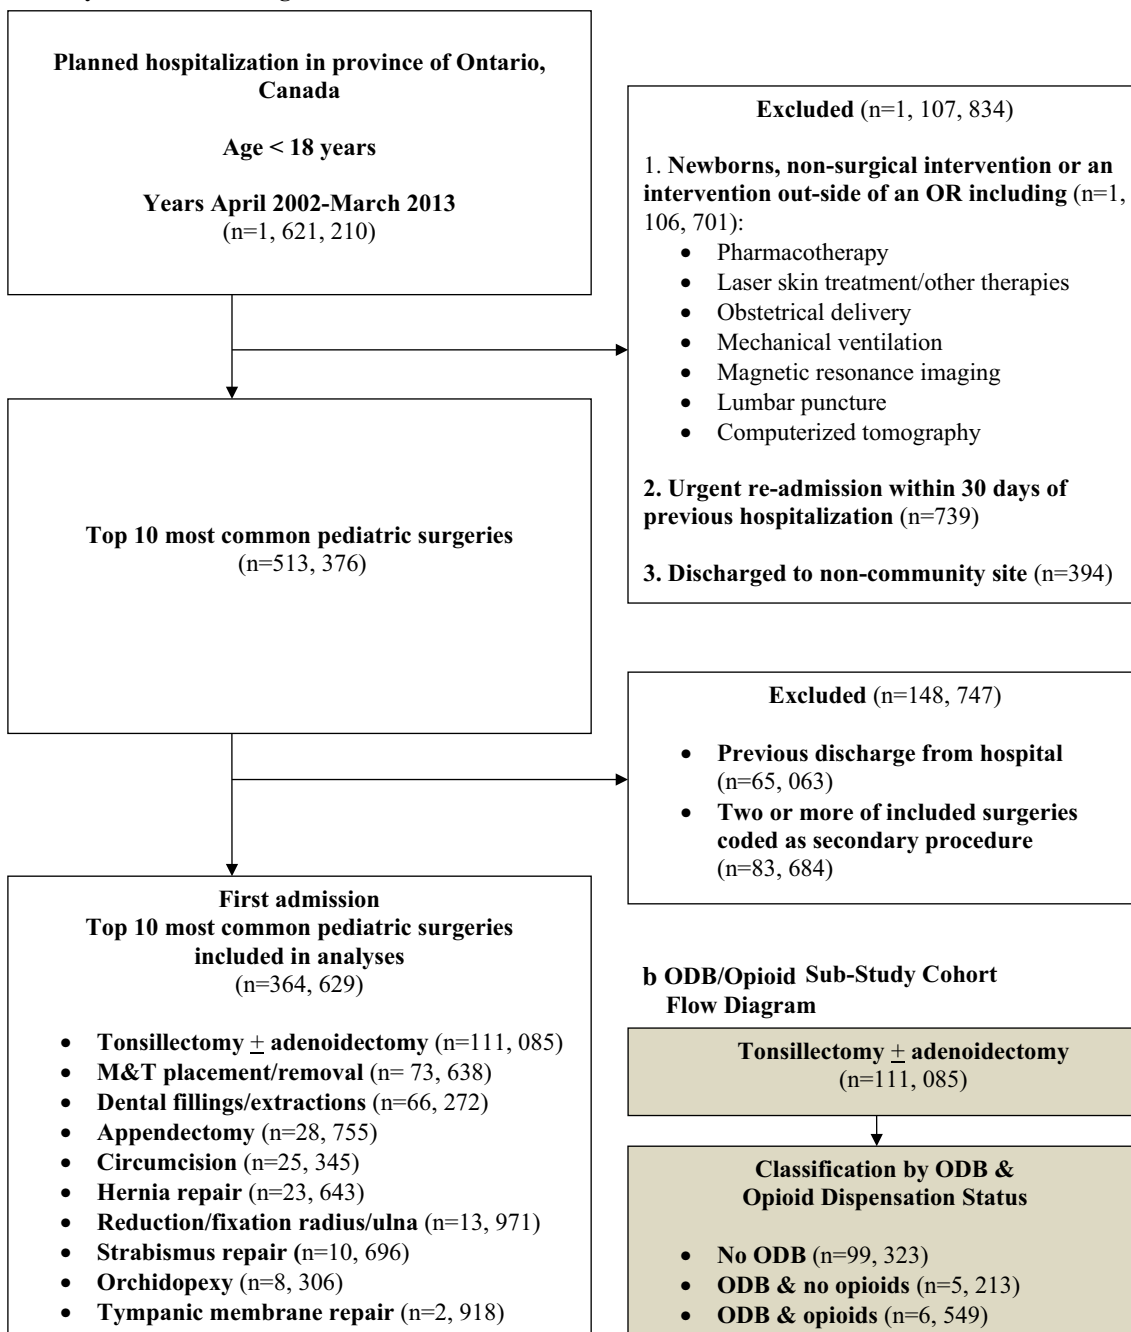 Planned hospitalization in province of Ontario,
Canada
Age < 18 years
Years April 2002-March 2013
(n=1, 621, 210)
Excluded (n=1, 107, 834)
1. Newborns, non-surgical intervention or an
intervention out-side of an OR including (n=1,
106, 701):
• Pharmacotherapy
• Laser skin treatment/other therapies
• Obstetrical delivery
• Mechanical ventilation
• Magnetic resonance imaging
• Lumbar puncture
• Computerized tomography
2. Urgent re-admission within 30 days of
previous hospitalization (n=739)
3. Discharged to non-community site (n=394)
Top 10 most common pediatric surgeries
(n=513, 376)
Excluded (n=148, 747)
• Previous discharge from hospital
(n=65, 063)
• Two or more of included surgeries
coded as secondary procedure
(n=83, 684)
First admission
Top 10 most common pediatric surgeries
included in analyses
(n=364, 629)
• Tonsillectomy ± adenoidectomy (n=111, 085)
• M&T placement/removal (n= 73, 638)
• Dental fillings/extractions (n=66, 272)
• Appendectomy (n=28, 755)
• Circumcision (n=25, 345)
• Hernia repair (n=23, 643)
• Reduction/fixation radius/ulna (n=13, 971)
• Strabismus repair (n=10, 696)
• Orchidopexy (n=8, 306)
• Tympanic membrane repair (n=2, 918)
b ODB/Opioid Sub-Study Cohort
Flow Diagram
Tonsillectomy ± adenoidectomy
(n=111, 085)
Classification by ODB &
Opioid Dispensation Status
• No ODB (n=99, 323)
• ODB & no opioids (n=5, 213)
• ODB & opioids (n=6, 549)